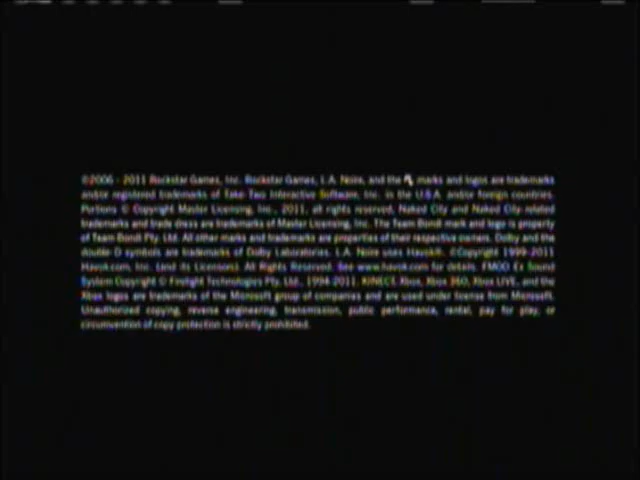 ©2006 - 2011 Rockstar Games, Inc. Rockstar Games, L.A. Noire, and the R* marks and logos are trademarks
and/or registered trademarks of Take-Two Interactive Software, Inc. in the U.S.A. and/or foreign countries.
Portions © Copyright Master Licensing, Inc., 2011, all rights reserved. Naked City and Naked City related
trademarks and trade dress are trademarks of Master Licensing, Inc. The Team Bondi mark and logo is property
of Team Bondi Pty. Ltd. All other marks and trademarks are properties of their respective owners. Dolby and the
double-D symbols are trademarks of Dolby Laboratories. L.A. Noire uses Havok®. ©Copyright 1999-2011
Havok.com, Inc. (and its Licensors). All Rights Reserved. See www.havok.com for details. FMOD Ex Sound
System Copyright © Firelight Technologies Pty, Ltd., 1994-2011. KINECT, Xbox, Xbox 360, Xbox LIVE, and the
Xbox logos are trademarks of the Microsoft group of companies and are used under license from Microsoft.
Unauthorized copying, reverse engineering, transmission, public performance, rental, pay for play, or
circumvention of copy protection is strictly prohibited.